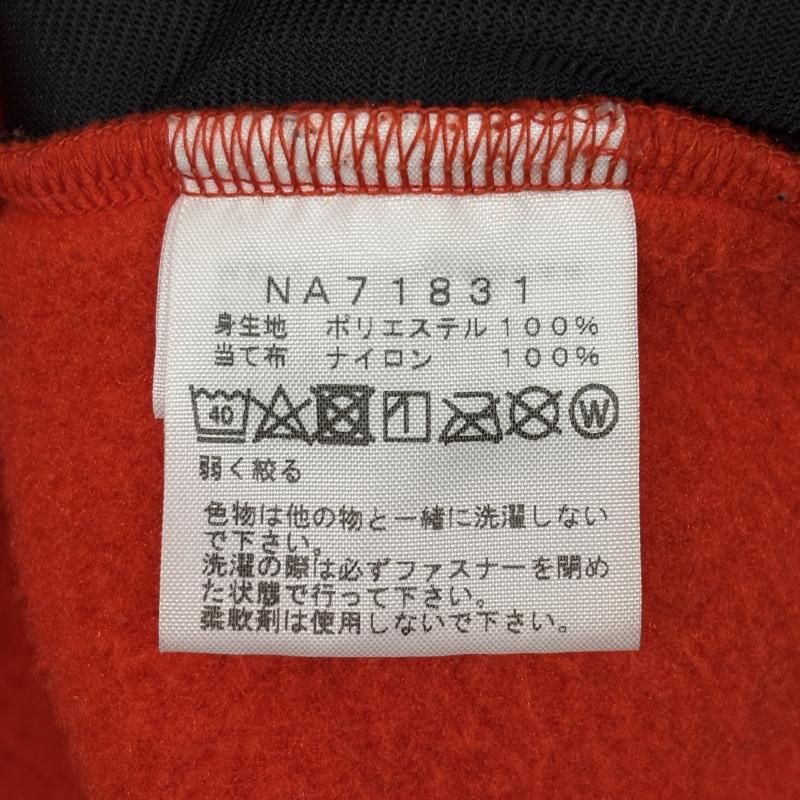 NA71831
身生地 ポリエステル 100%
当て布 ナイロン 100%
40 W
弱く絞る
色物は他の物と一緒に洗濯しない
で下さい。
洗濯の際は必ずファスナーを閉め
た状態で行って下さい。
柔軟剤は使用しないで下さい。